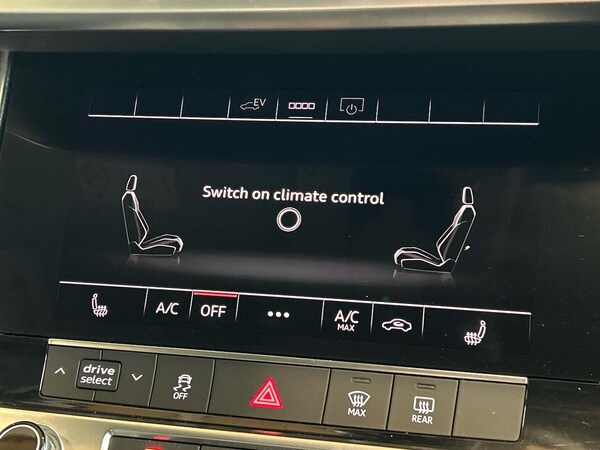 EV
Switch on climate control
A/C
OFF
•••
A/C
MAX
drive
select
OFF
MAX
REAR